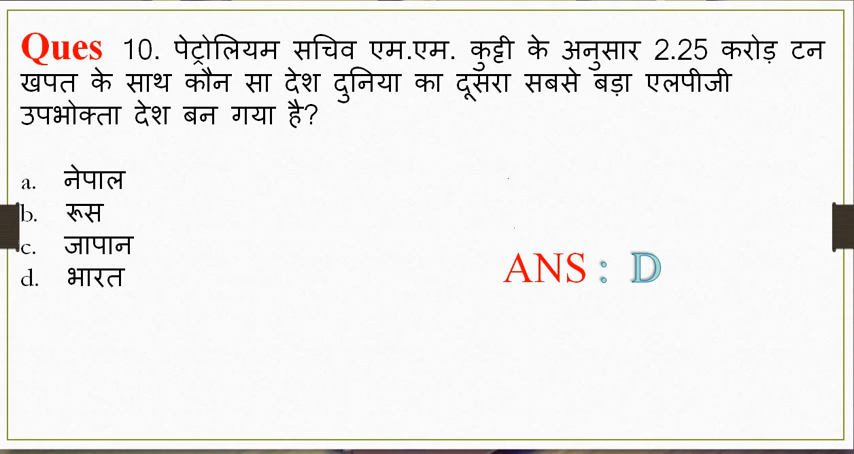 Ques 10. पेट्रोलियम सचिव एम.एम. कुट्टी के अनुसार 2.25 करोड़ टन
खपत के साथ कौन सा देश दुनिया का दूसरा सबसे बड़ा एलपीजी
उपभोक्ता देश बन गया है?
a. नेपाल
b. रूस
c. जापान
d. भारत
ANS : D